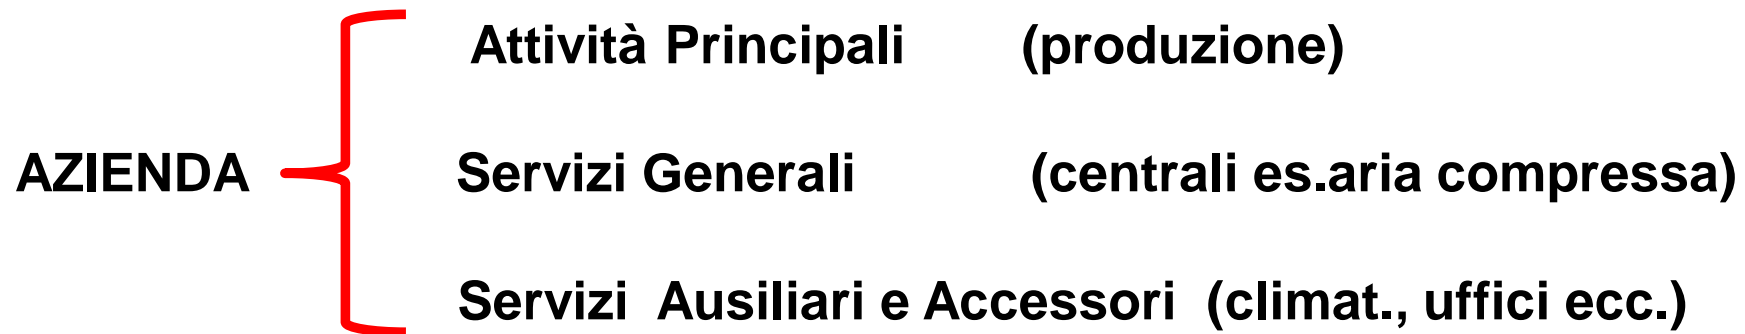 Attività Principali (produzione)
AZIENDA Servizi Generali (centrali es.aria compressa)
Servizi Ausiliari e Accessori (climat., uffici ecc.)